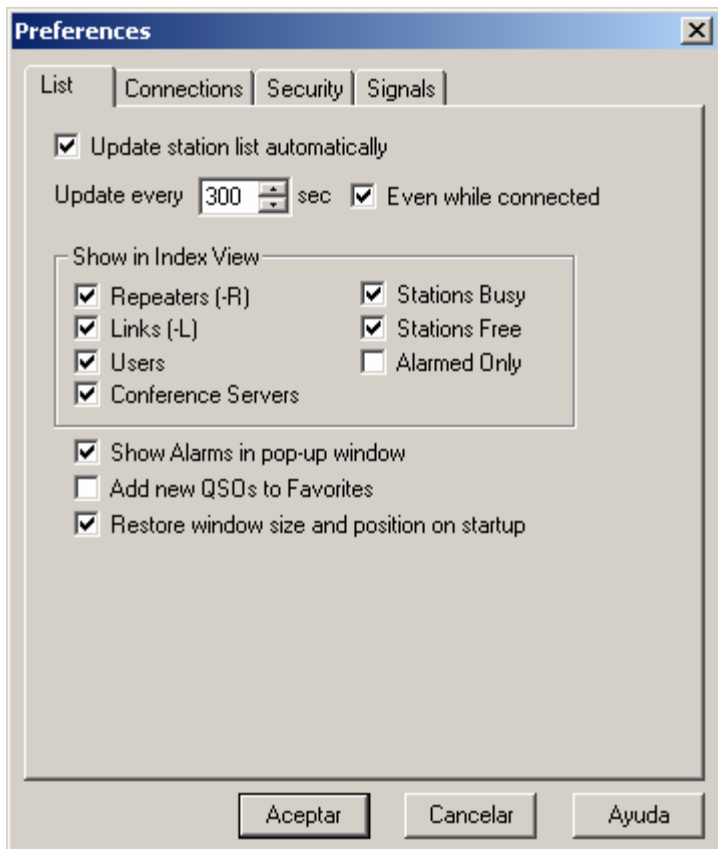 Preferences
List Connections Security Signals
Update station list automatically
Update every 300 sec Even while connected
Show in Index View
Repeaters (-R) Stations Busy
Links (-L) Stations Free
Users Alarmed Only
Conference Servers
Show Alarms in pop-up window
Add new QSOs to Favorites
Restore window size and position on startup
Aceptar Cancelar Ayuda